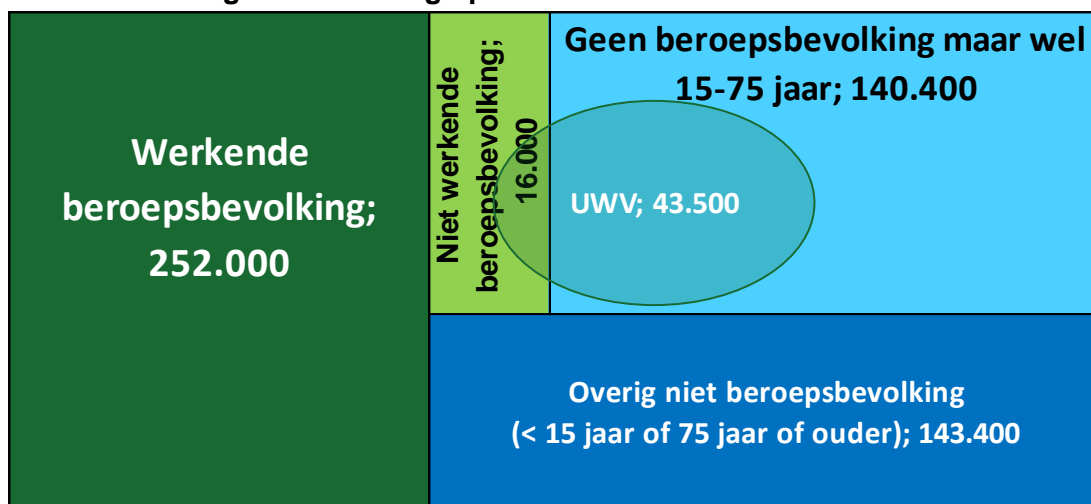 Werkende
beroepsbevolking;
252.000
Niet werkende
beroepsbevolking;
16.000
Geen beroepsbevolking maar wel
15-75 jaar; 140.400
UWV; 43.500
Overig niet beroepsbevolking
(< 15 jaar of 75 jaar of ouder); 143.400